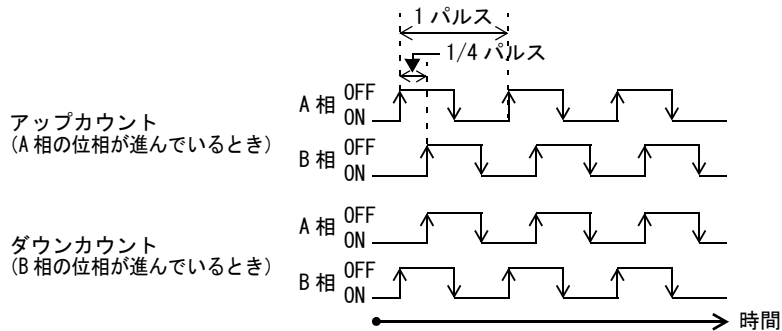 1 パルス
1/4 パルス
アップカウント
(A 相の位相が進んでいるとき)
A 相 OFF
ON
B 相 OFF
ON
ダウンカウント
(B 相の位相が進んでいるとき)
A 相 OFF
ON
B 相 OFF
ON
時間